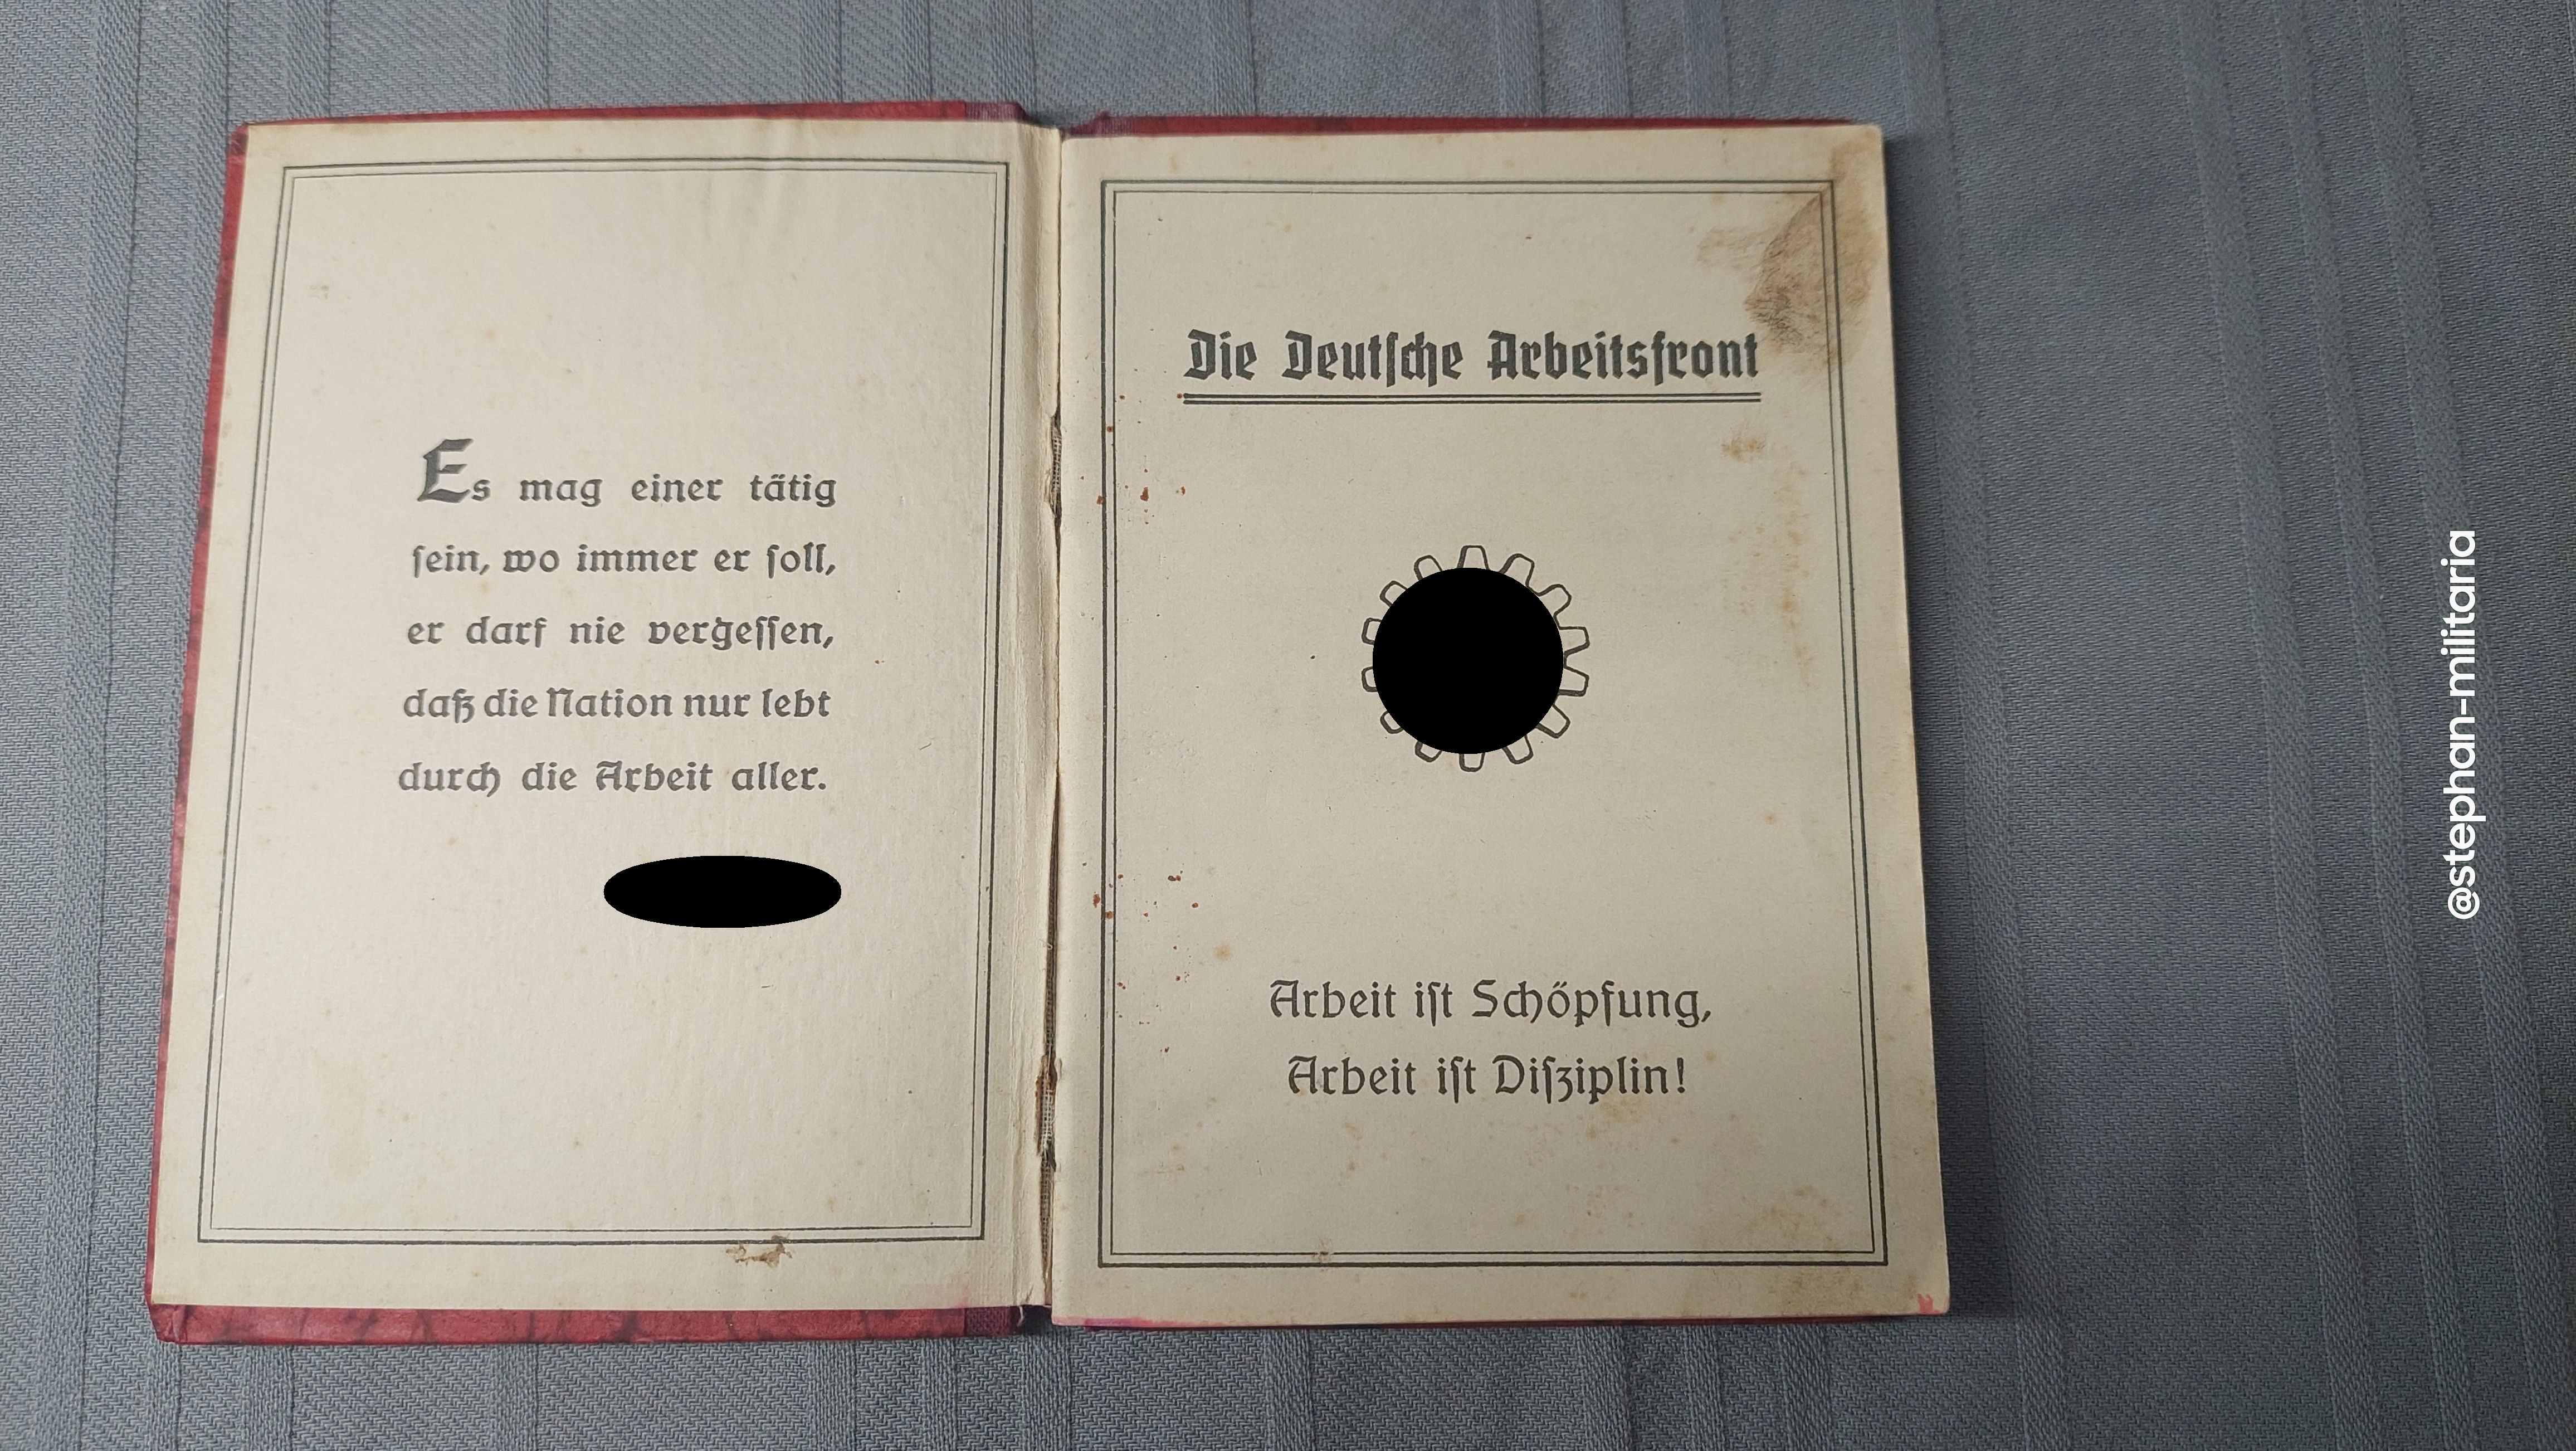 Es mag einer tätig
sein, wo immer er soll,
er darf nie vergessen,
daß die Nation nur lebt
durch die Arbeit aller.
Die Deutsche Arbeitsfront
Arbeit ist Schöpfung,
Arbeit ist Disziplin!
@stephan-militaria